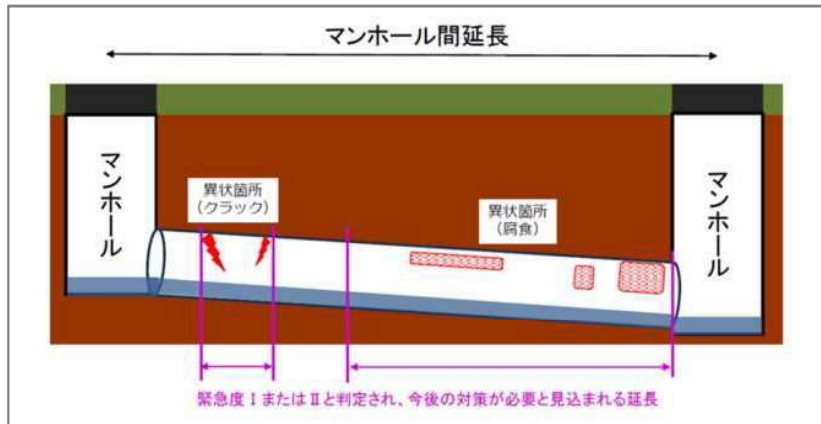 マンホール間延長
マンホール
異状箇所
(クラック)
異状箇所
(腐食)
マンホール
緊急度Ⅰまたは Ⅱと判定され、今後の対策が必要と見込まれる延長